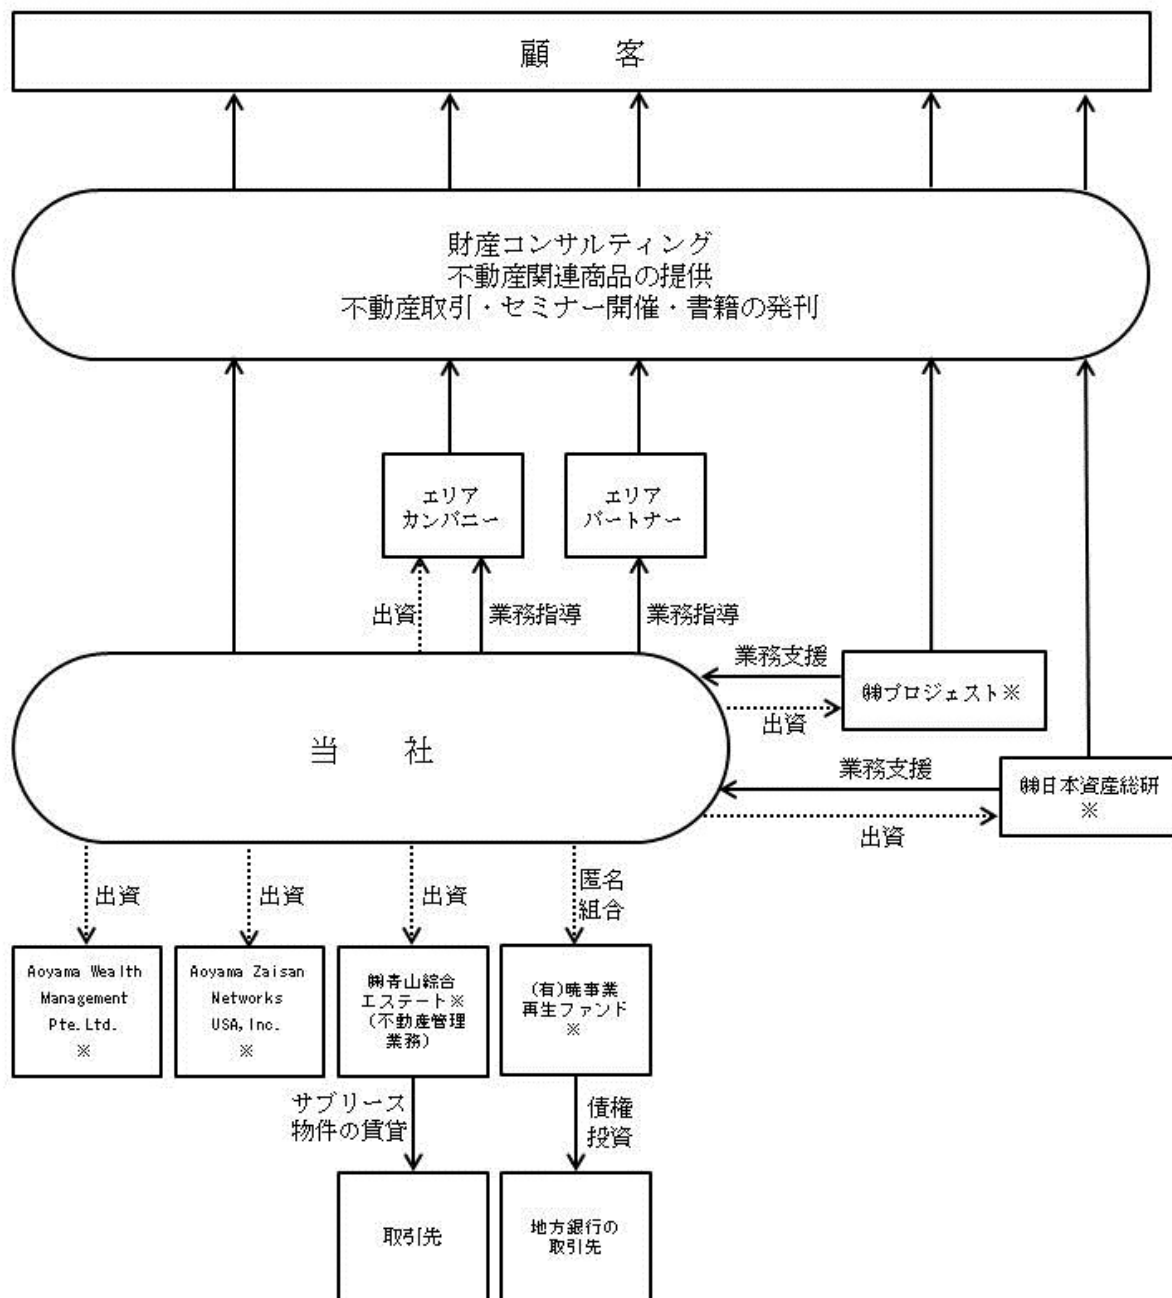 顧　客
財産コンサルティング
不動産関連商品の提供
不動産取引・セミナー開催・書籍の発刊
エリア
カンパニー
エリア
パートナー
出資
業務指導
業務指導
業務支援
㈱プロジェスト※
出資
当　社
業務支援
㈱日本資産総研
※
出資
出資
出資
出資
匿名
組合
Aoyama Wealth
Management
Pte.Ltd.
※
Aoyama Zaisan
Networks
USA,Inc.
※
㈱青山綜合
エステート※
（不動産管理
業務）
(有)暁事業
再生ファンド
※
サブリース
物件の賃貸
債権
投資
取引先
地方銀行の
取引先